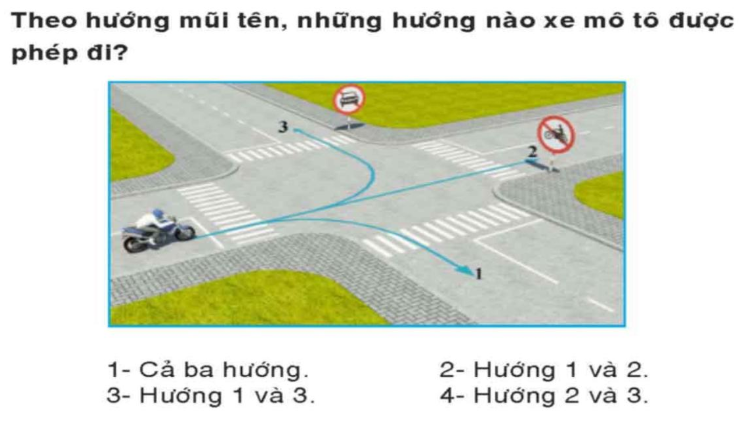 Theo hướng mũi tên, những hướng nào xe mô tô được
phép đi?
3
2
1
1- Cả ba hướng.
2- Hướng 1 và 2.
3- Hướng 1 và 3.
4- Hướng 2 và 3.